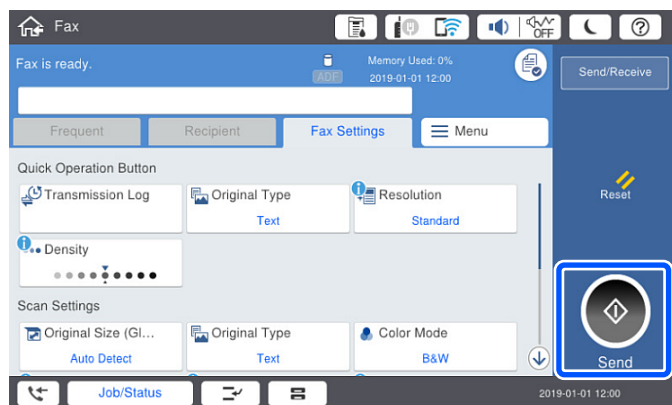 Fax
OFF
?
Fax is ready.
ADF
Memory Used: 0%
2019-01-01 12:00
Send/Receive
Frequent
Recipient
Fax Settings
Menu
Quick Operation Button
Transmission Log
Original Type
Text
Resolution
Standard
Reset
Density
Scan Settings
Original Size (Gl...
Auto Detect
Original Type
Text
Color Mode
B&W
Send
Job/Status
2019-01-01 12:00